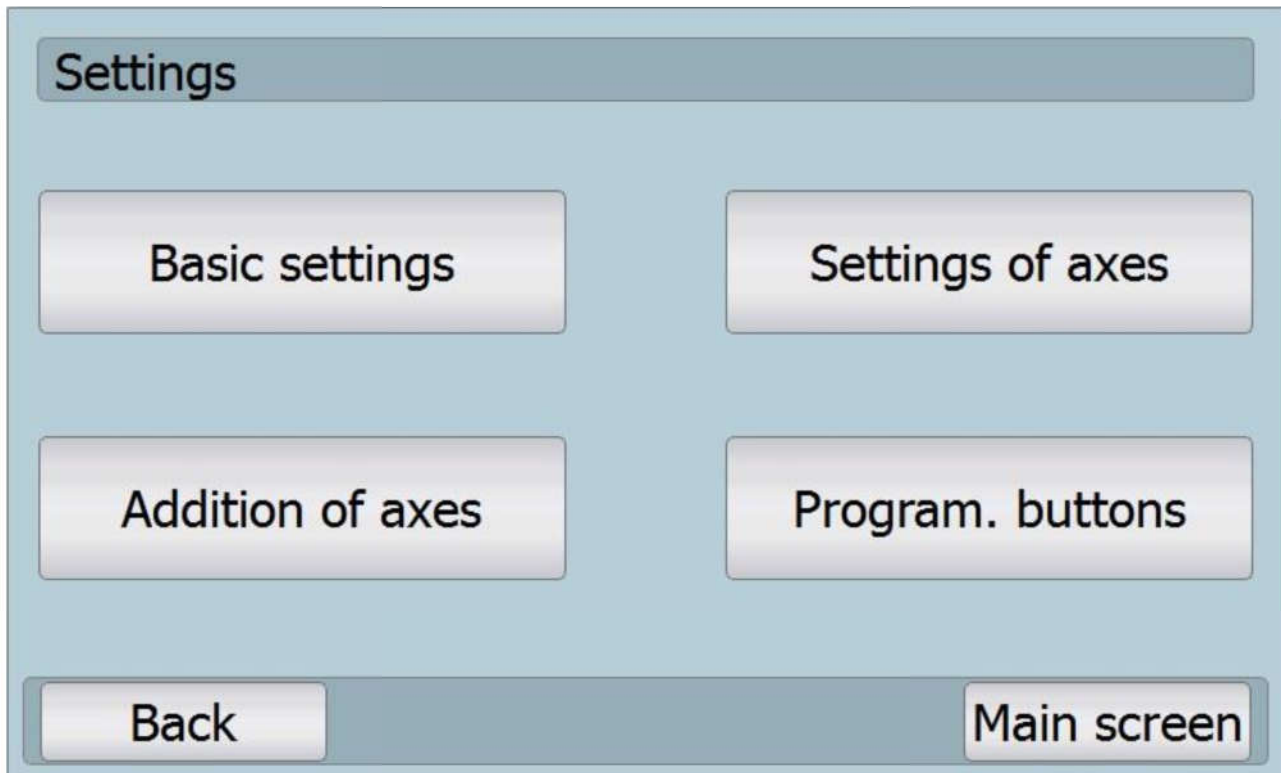 Settings
Basic settings
Settings of axes
Addition of axes
Program. buttons
Back
Main screen